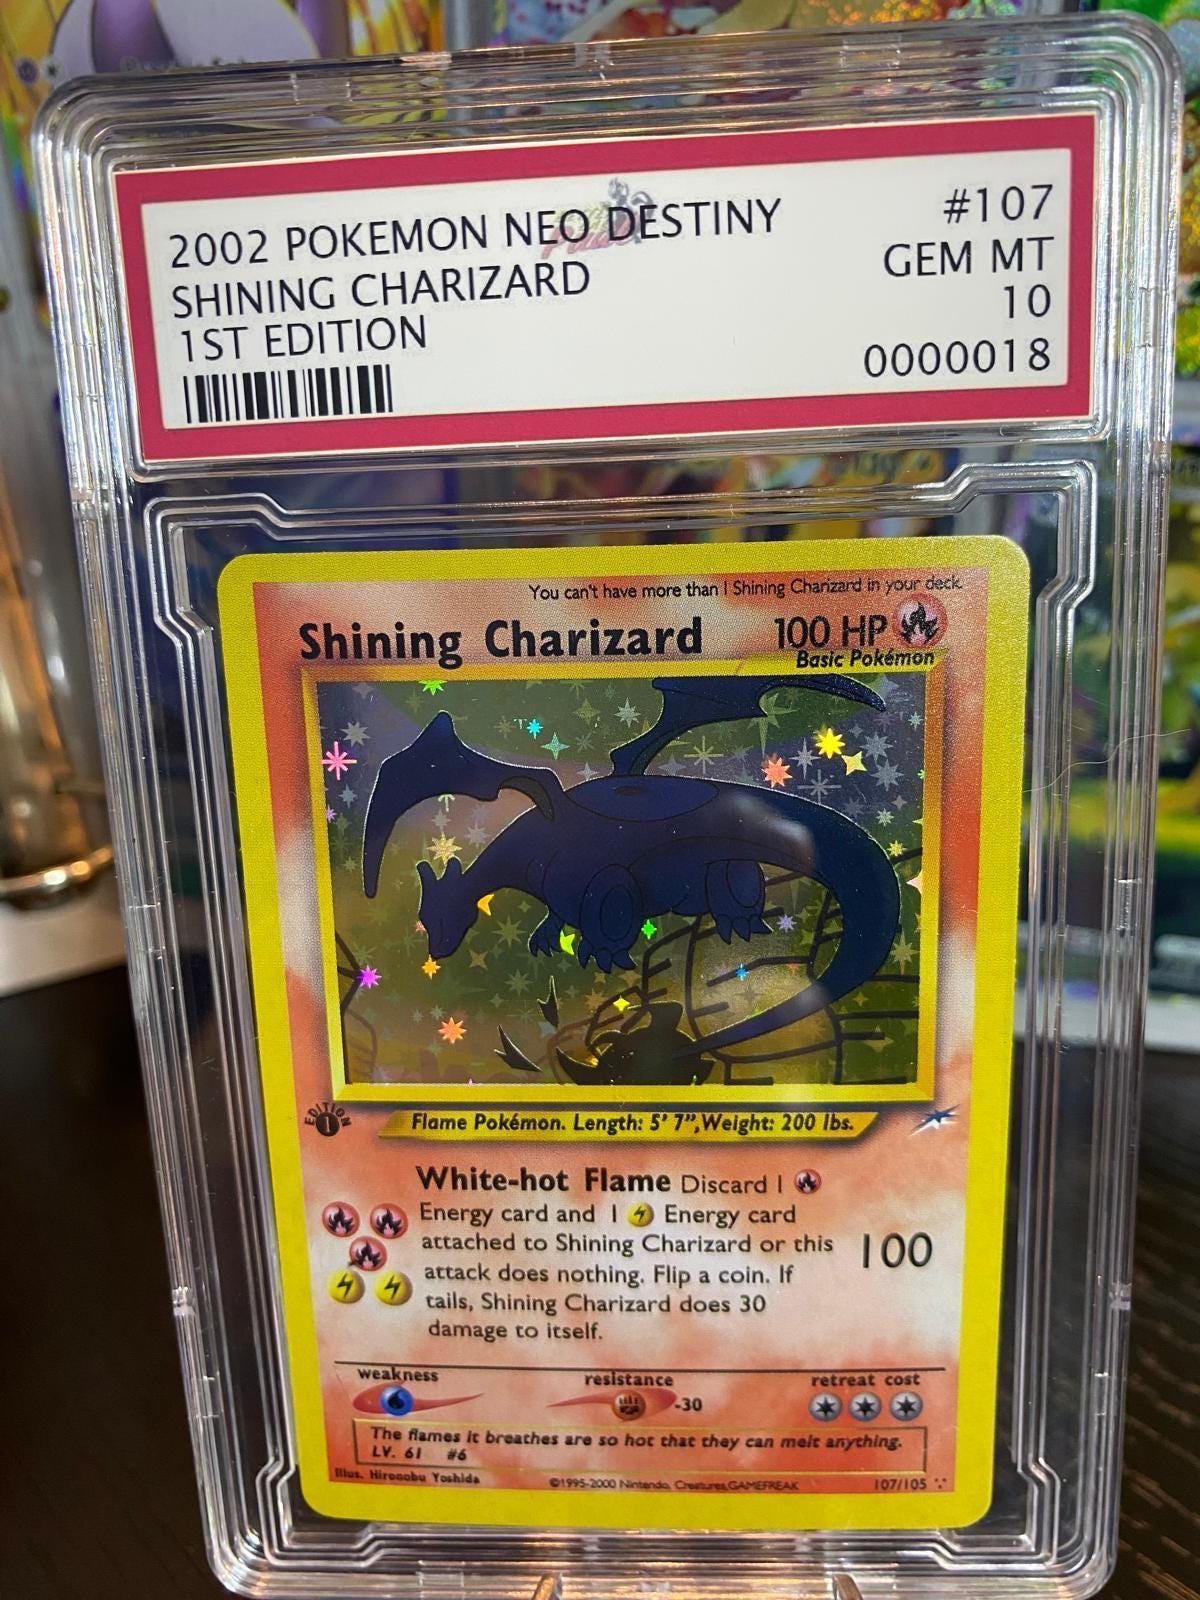 2002 POKEMON NEO DESTINY
#107
SHINING CHARIZARD
GEM MT
1ST EDITION
10
0000018
You can't have more than 1 Shining Charizard in your deck.
Shining Charizard
100 HP
Basic Pokémon
EDITION
1
Flame Pokémon. Length: 5' 7", Weight: 200 lbs.
White-hot Flame Discard 1
Energy card and 1 Energy card
attached to Shining Charizard or this
attack does nothing. Flip a coin. If
tails, Shining Charizard does 30
damage to itself.
100
weakness
resistance
retreat cost
-30
The flames it breathes are so hot that they can melt anything.
LV. 61 #6
Illus. Hironobu Yoshida
©1995-2000 Nintendo, Creatures, GAMEFREAK
107/105